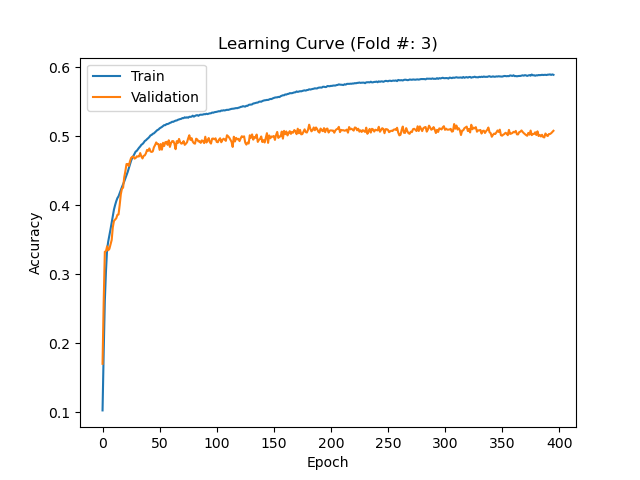 Learning Curve (Fold #: 3)
Train
Validation
0.6
0.5
0.4
0.3
0.2
0.1
Accuracy
0 50 100 150 200 250 300 350 400
Epoch